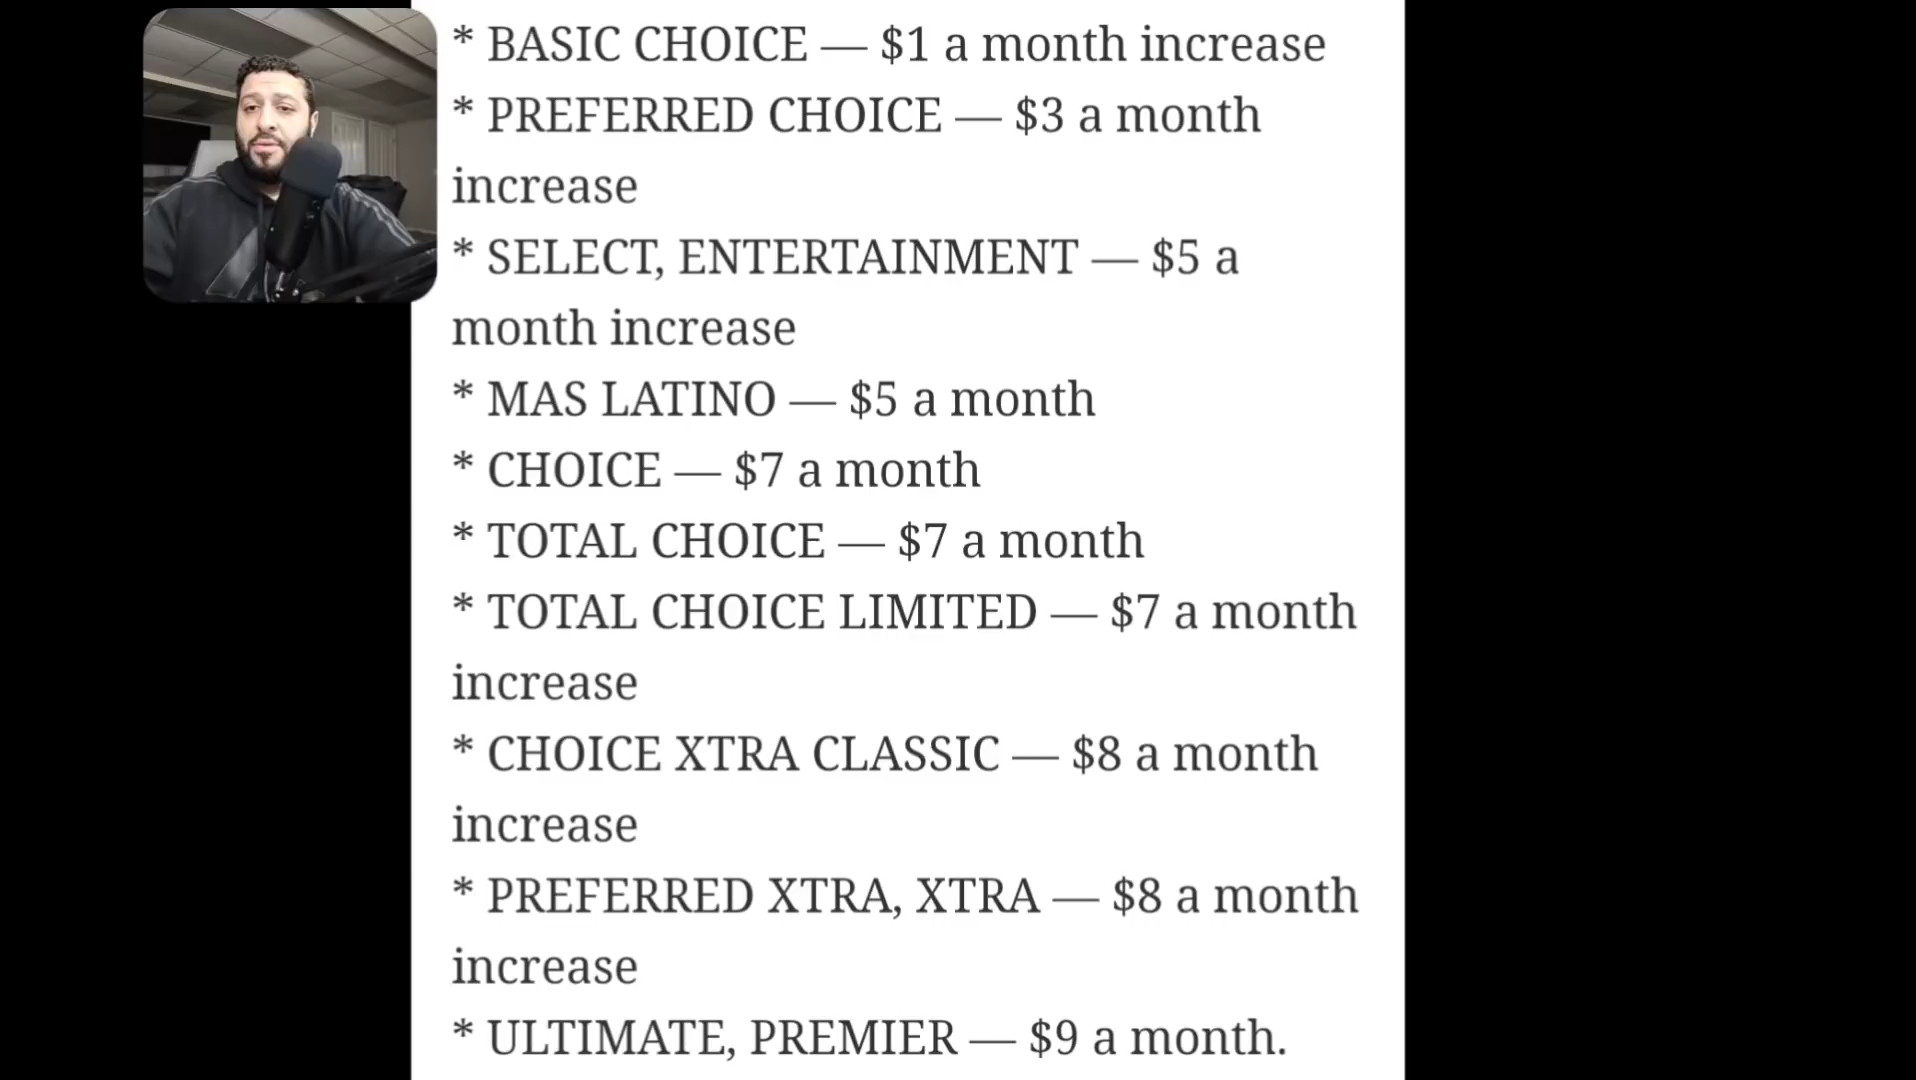 * BASIC CHOICE — $1 a month increase
* PREFERRED CHOICE — $3 a month
increase
* SELECT, ENTERTAINMENT — $5 a
month increase
* MAS LATINO — $5 a month
* CHOICE — $7 a month
* TOTAL CHOICE — $7 a month
* TOTAL CHOICE LIMITED — $7 a month
increase
* CHOICE XTRA CLASSIC — $8 a month
increase
* PREFERRED XTRA, XTRA — $8 a month
increase
* ULTIMATE, PREMIER — $9 a month.